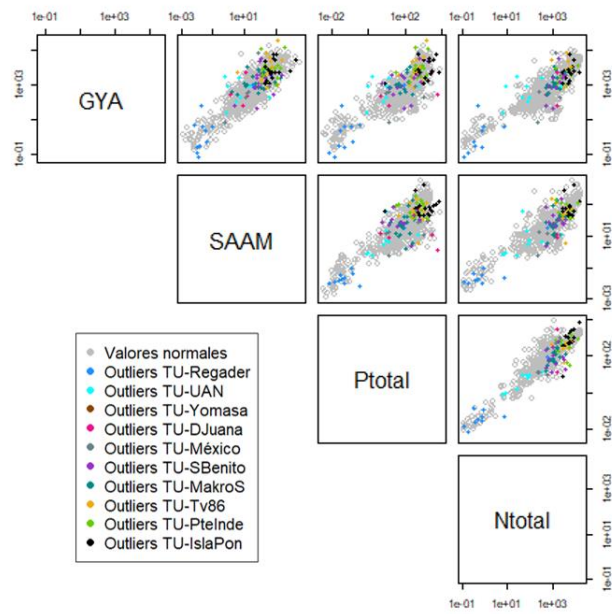 1e-01 1e+03 1e-03 1e+01 1e-02 1e+02 1e-01 1e+03
GYA
1e+03
1e-01
SAAM
1e+01
1e-03
Valores normales
Outliers TU-Regader
Outliers TU-UAN
Outliers TU-Yomasa
Outliers TU-DJuana
Outliers TU-México
Outliers TU-SBenito
Outliers TU-MakroS
Outliers TU-Tv86
Outliers TU-PteInde
Outliers TU-IslaPon
Ptotal
1e+02
1e-02
Ntotal
1e+03
1e+01
1e-01
1e-01 1e+01 1e+03